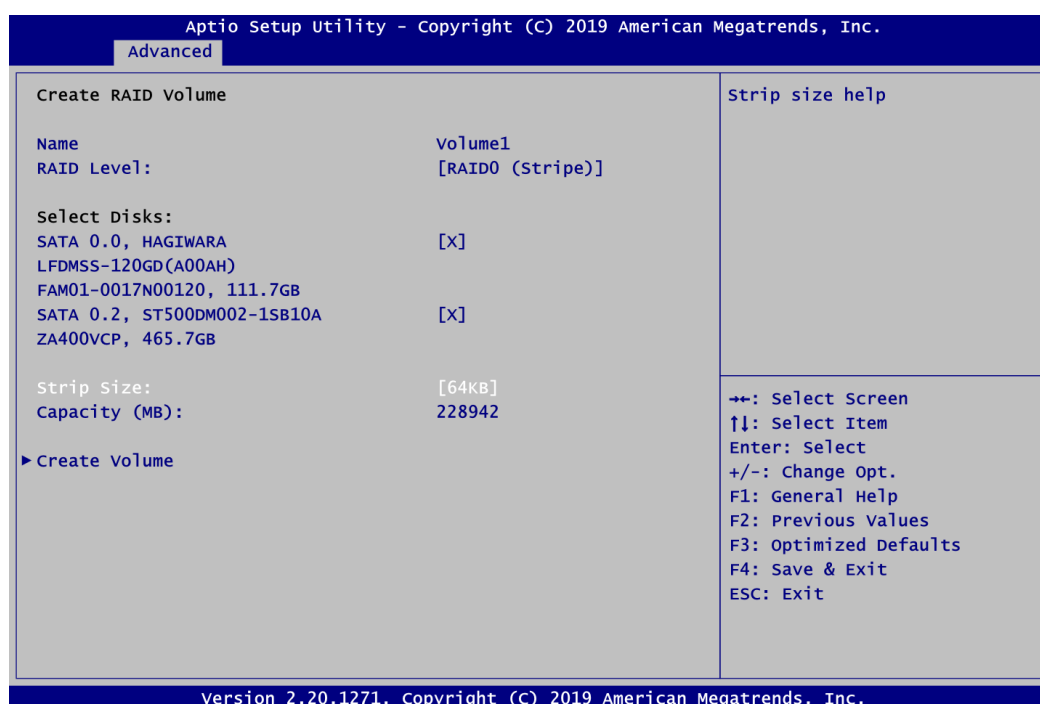 Aptio Setup Utility – Copyright (C) 2019 American Megatrends, Inc.
Advanced
Create RAID Volume
Name Volume1
RAID Level: [RAID0 (Stripe)]
Select Disks:
SATA 0.0, HAGIWARA [X]
LFDMSS-120GD(A00AH)
FAM01-0017N00120, 111.7GB
SATA 0.2, ST500DM002-1SB10A [X]
ZA400VCP, 465.7GB
Strip Size: [64KB]
Capacity (MB): 228942
▶ Create Volume
Strip size help
→←: Select Screen
↑↓: Select Item
Enter: Select
+/-: Change Opt.
F1: General Help
F2: Previous Values
F3: Optimized Defaults
F4: Save & Exit
ESC: Exit
Version 2.20.1271. Copyright (C) 2019 American Megatrends, Inc.